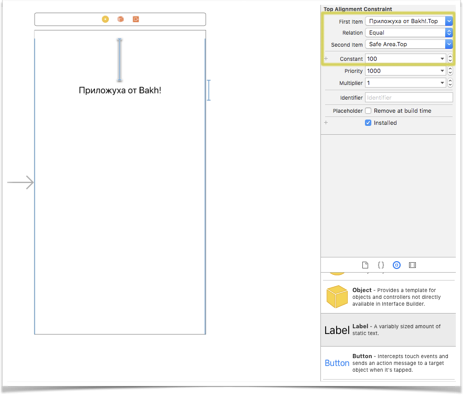 Top Alignment Constraint
First Item Приложуха от Bakh!.Top
Relation Equal
Second Item Safe Area.Top
Constant 100
Priority 1000
Multiplier 1
Identifier Identifier
Placeholder Remove at build time
Installed
Приложуха от Bakh!
Object - Provides a template for
objects and controllers not directly
available in Interface Builder.
Label
Label - A variably sized amount of
static text.
Button
Button - Intercepts touch events and
sends an action message to a target
object when it's tapped.